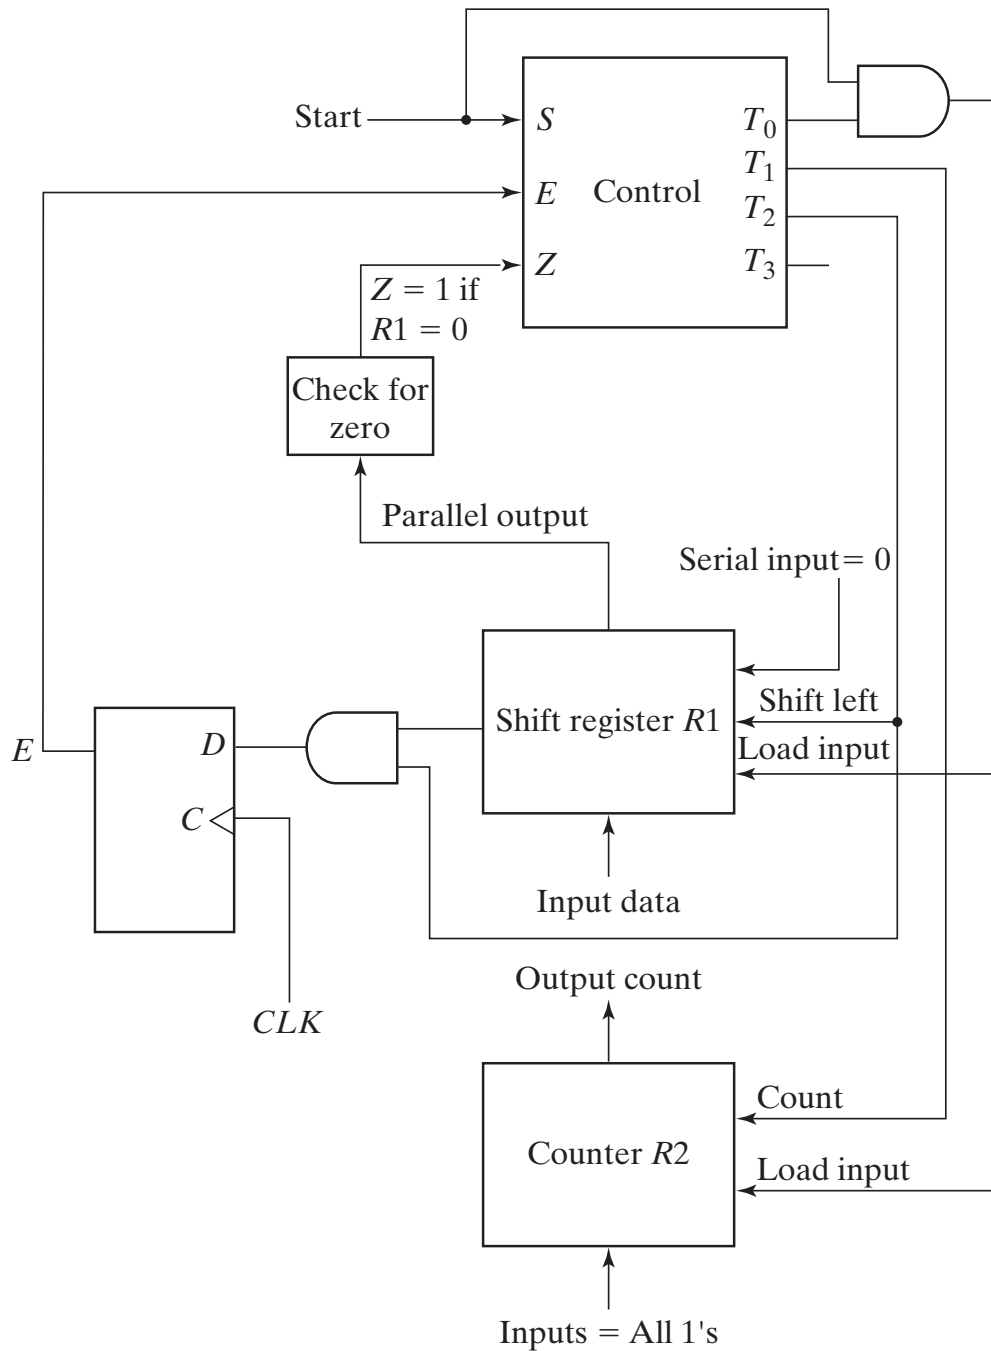 Start
S
T0
T1
E
Control
T2
Z
T3
Z = 1 if
R1 = 0
Check for
zero
Parallel output
Serial input = 0
Shift left
Shift register R1
Load input
E
D
C
Input data
Output count
CLK
Count
Counter R2
Load input
Inputs = All 1's